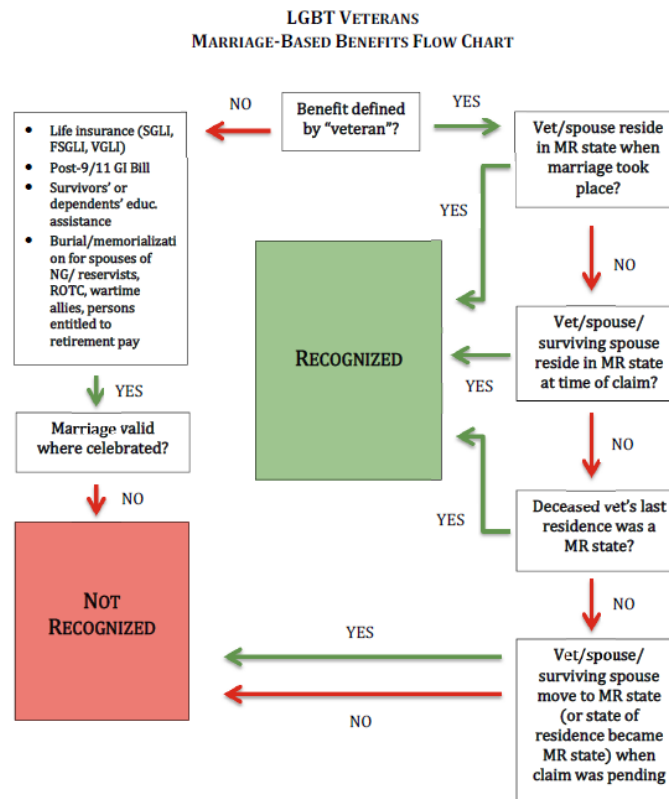 LGBT VETERANS
MARRIAGE-BASED BENEFITS FLOW CHART
NO
Benefit defined
by "veteran"?
YES
• Life insurance (SGLI,
FSGLI, VGLI)
• Post-9/11 GI Bill
• Survivors' or
dependents' educ.
assistance
• Burial/memorializati
on for spouses of
NG/ reservists,
ROTC, wartime
allies, persons
entitled to
retirement pay
Vet/spouse reside
in MR state when
marriage took
place?
YES
NO
RECOGNIZED
Vet/spouse/
surviving spouse
reside in MR state
at time of claim?
YES
YES
Marriage valid
where celebrated?
NO
NO
Deceased vet's last
residence was a
MR state?
YES
NOT
RECOGNIZED
NO
YES
NO
Vet/spouse/
surviving spouse
move to MR state
(or state of
residence became
MR state) when
claim was pending